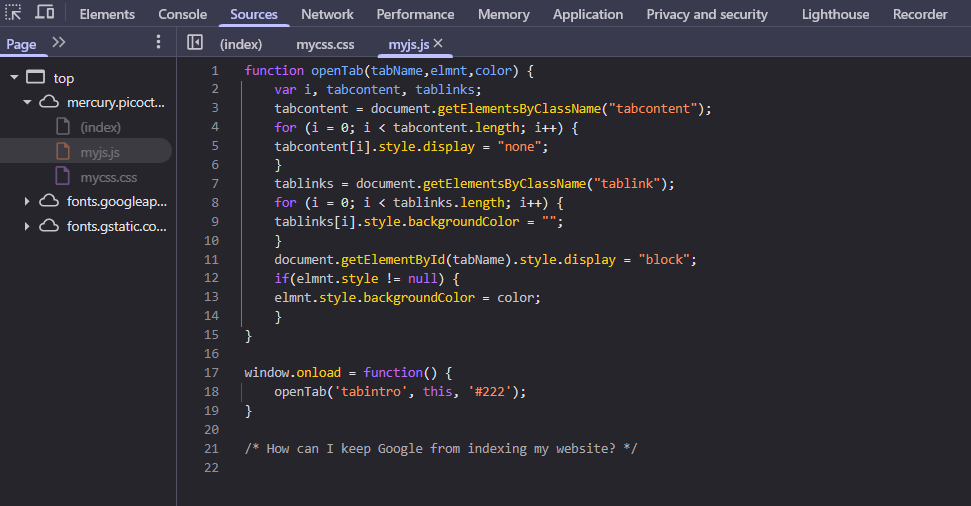 Elements Console Sources Network Performance Memory Application Privacy and security Lighthouse Recorder
Page (index) mycss.css myjs.js
top
mercury.picoct...
(index)
myjs.js
mycss.css
fonts.googleap...
fonts.gstatic.co...
1 function openTab(tabName,elmnt,color) {
2 var i, tabcontent, tablinks;
3 tabcontent = document.getElementsByClassName("tabcontent");
4 for (i = 0; i < tabcontent.length; i++) {
5 tabcontent[i].style.display = "none";
6 }
7 tablinks = document.getElementsByClassName("tablink");
8 for (i = 0; i < tablinks.length; i++) {
9 tablinks[i].style.backgroundColor = "";
10 }
11 document.getElementById(tabName).style.display = "block";
12 if(elmnt.style != null) {
13 elmnt.style.backgroundColor = color;
14 }
15 }
16
17 window.onload = function() {
18 openTab('tabintro', this, '#222');
19 }
20
21 /* How can I keep Google from indexing my website? */
22